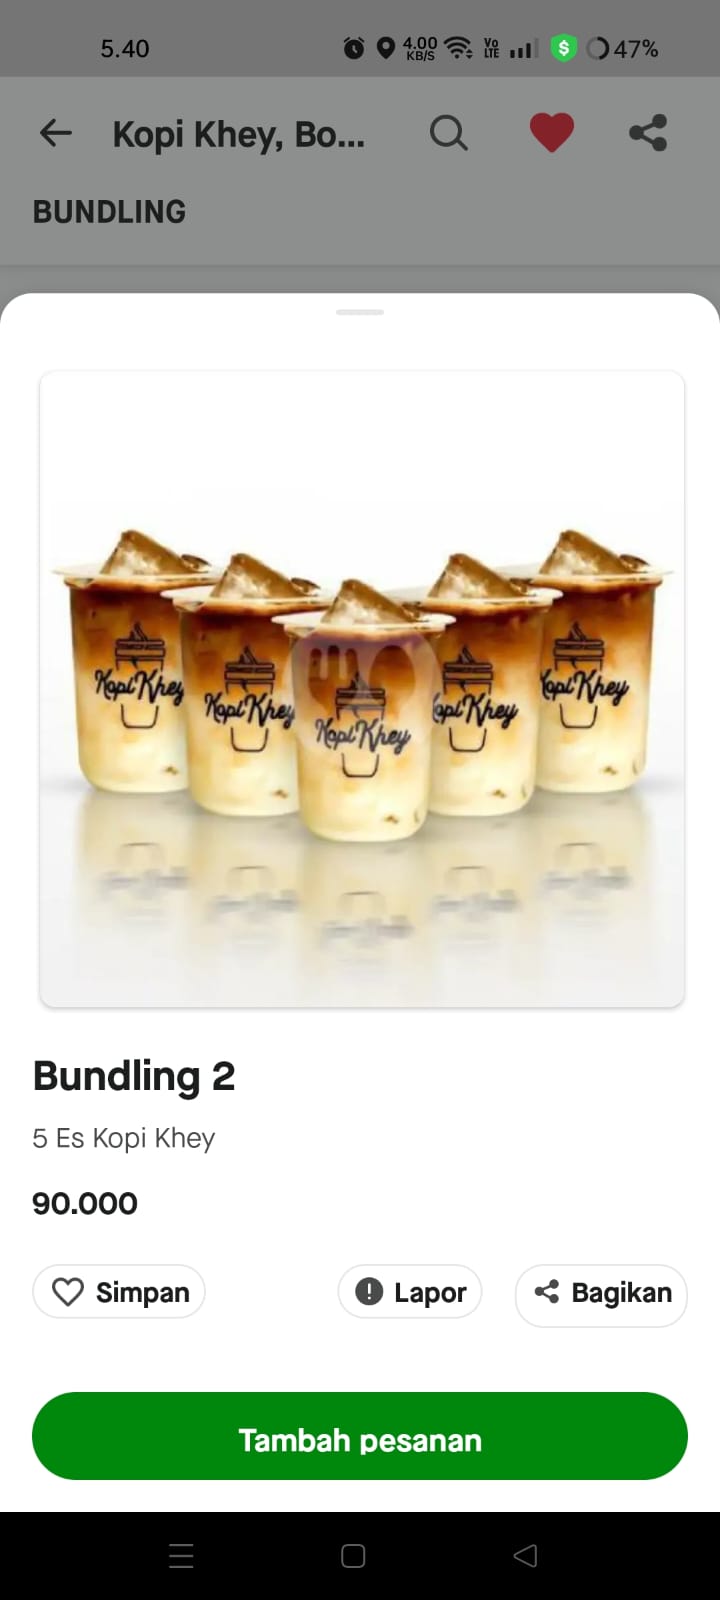 5.40
4.00
KB/S
Vo
LTE
$
47%
Kopi Khey, Bo...
BUNDLING
Kopi Khey
Kopi Khey
Kopi Khey
opi Khey
Kopi Khey
Bundling 2
5 Es Kopi Khey
90.000
Simpan
Lapor
Bagikan
Tambah pesanan